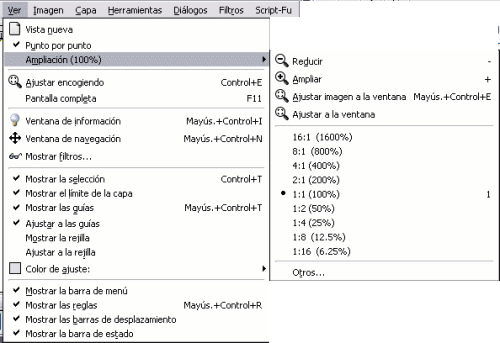 Ver Imagen Capa Herramientas Diálogos Filtros Script-Fu
Vista nueva
Punto por punto
Ampliación (100%)
Ajustar encogiendo Control+E
Pantalla completa F11
Ventana de información Mayús.+Control+I
Ventana de navegación Mayús.+Control+N
Mostrar filtros...
Mostrar la selección Control+T
Mostrar el límite de la capa
Mostrar las guías Mayús.+Control+T
Ajustar a las guías
Mostrar la rejilla
Ajustar a la rejilla
Color de ajuste:
Mostrar la barra de menú
Mostrar las reglas Mayús.+Control+R
Mostrar las barras de desplazamiento
Mostrar la barra de estado
Reducir -
Ampliar +
Ajustar imagen a la ventana Mayús.+Control+E
Ajustar a la ventana
16:1 (1600%)
8:1 (800%)
4:1 (400%)
2:1 (200%)
1:1 (100%) 1
1:2 (50%)
1:4 (25%)
1:8 (12.5%)
1:16 (6.25%)
Otros...